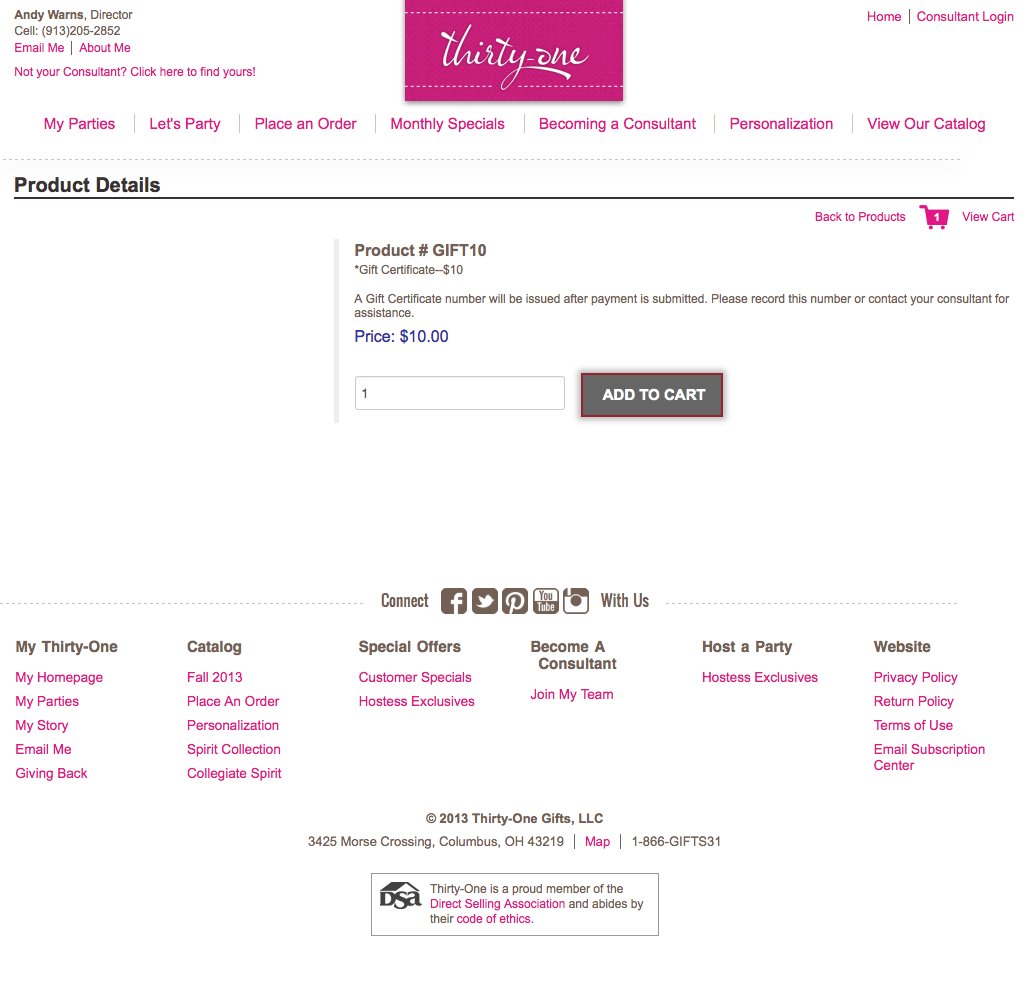 Andy Warns, Director
Cell: (913)205-2852
Email Me | About Me
Not your Consultant? Click here to find yours!
thirty-one
Home | Consultant Login
My Parties | Let's Party | Place an Order | Monthly Specials | Becoming a Consultant | Personalization | View Our Catalog
Product Details
Back to Products 1 View Cart
Product # GIFT10
*Gift Certificate--$10
A Gift Certificate number will be issued after payment is submitted. Please record this number or contact your consultant for
assistance.
Price: $10.00
1 ADD TO CART
Connect You Tube With Us
My Thirty-One
My Homepage
My Parties
My Story
Email Me
Giving Back
Catalog
Fall 2013
Place An Order
Personalization
Spirit Collection
Collegiate Spirit
Special Offers
Customer Specials
Hostess Exclusives
Become A
Consultant
Join My Team
Host a Party
Hostess Exclusives
Website
Privacy Policy
Return Policy
Terms of Use
Email Subscription
Center
© 2013 Thirty-One Gifts, LLC
3425 Morse Crossing, Columbus, OH 43219 | Map | 1-866-GIFTS31
DSA
Thirty-One is a proud member of the
Direct Selling Association and abides by
their code of ethics.